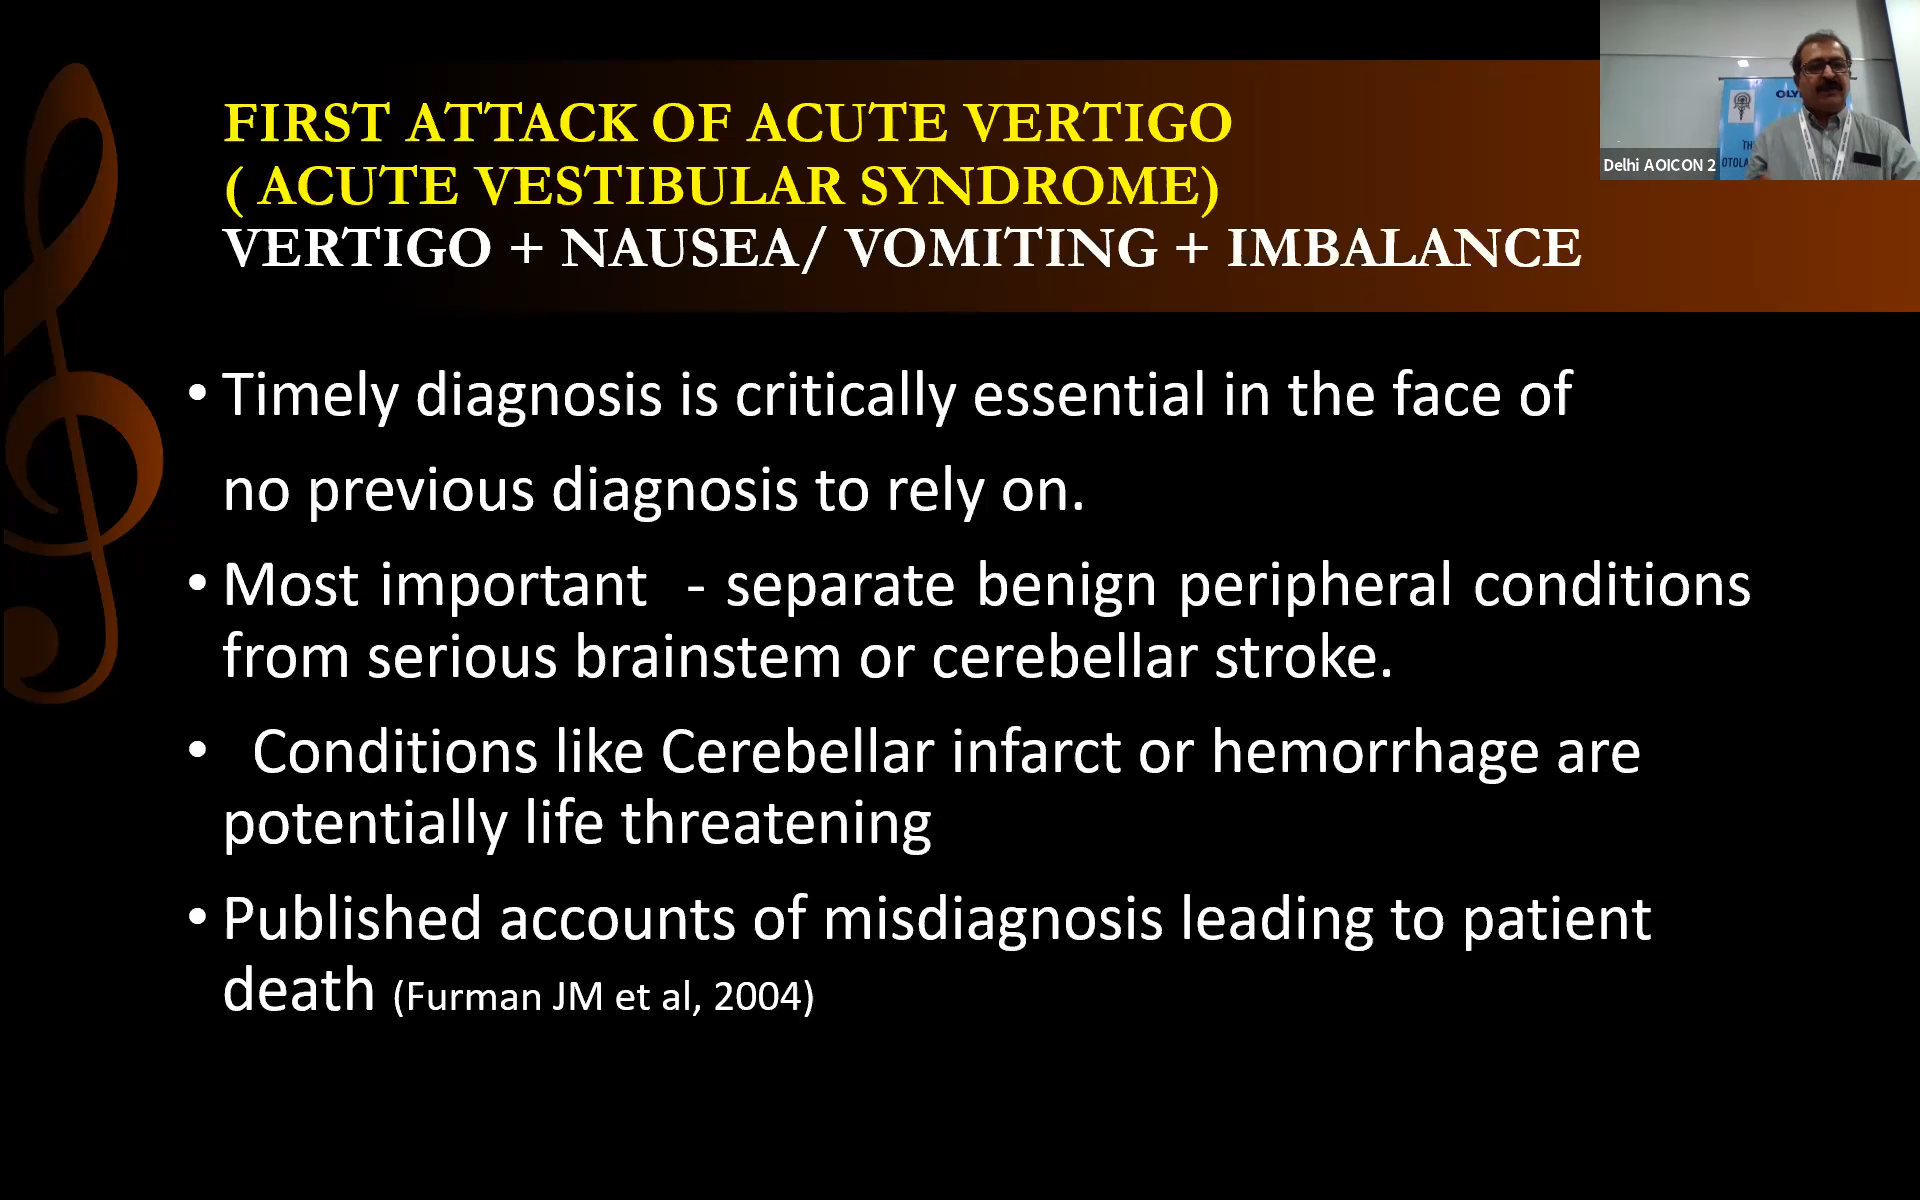 FIRST ATTACK OF ACUTE VERTIGO
( ACUTE VESTIBULAR SYNDROME)
VERTIGO + NAUSEA/ VOMITING + IMBALANCE
• Timely diagnosis is critically essential in the face of
no previous diagnosis to rely on.
• Most important - separate benign peripheral conditions
from serious brainstem or cerebellar stroke.
• Conditions like Cerebellar infarct or hemorrhage are
potentially life threatening
• Published accounts of misdiagnosis leading to patient
death (Furman JM et al, 2004)
OLY
TH
OTOLA
Delhi AOICON 2